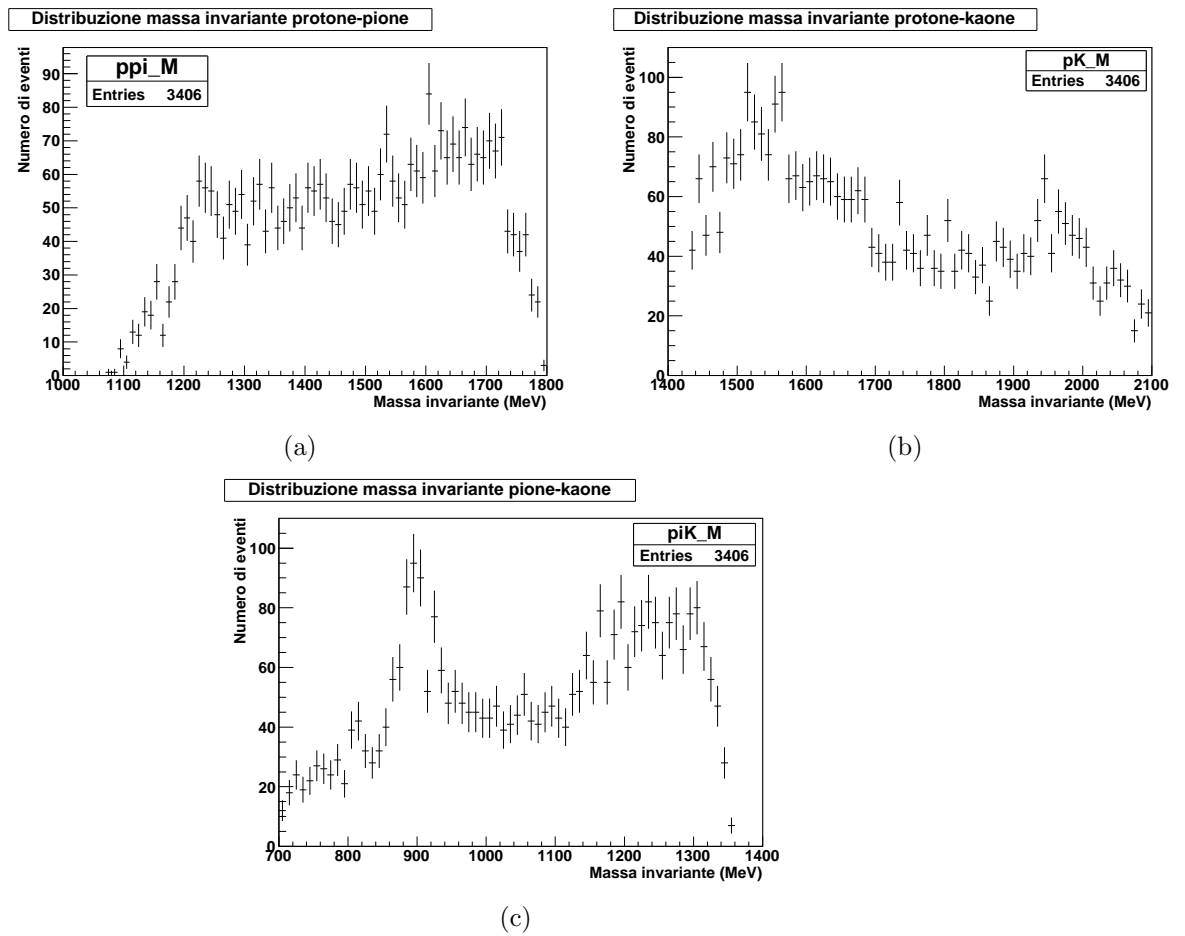 Distribuzione massa invariante protone-pione
Numero di eventi
ppi_M
Entries 3406
90
80
70
60
50
40
30
20
10
0
1000 1100 1200 1300 1400 1500 1600 1700 1800
Massa invariante (MeV)
(a)
Distribuzione massa invariante protone-kaone
Numero di eventi
pK_M
Entries 3406
100
80
60
40
20
0
1400 1500 1600 1700 1800 1900 2000 2100
Massa invariante (MeV)
(b)
Distribuzione massa invariante pione-kaone
Numero di eventi
piK_M
Entries 3406
100
80
60
40
20
0
700 800 900 1000 1100 1200 1300 1400
Massa invariante (MeV)
(c)